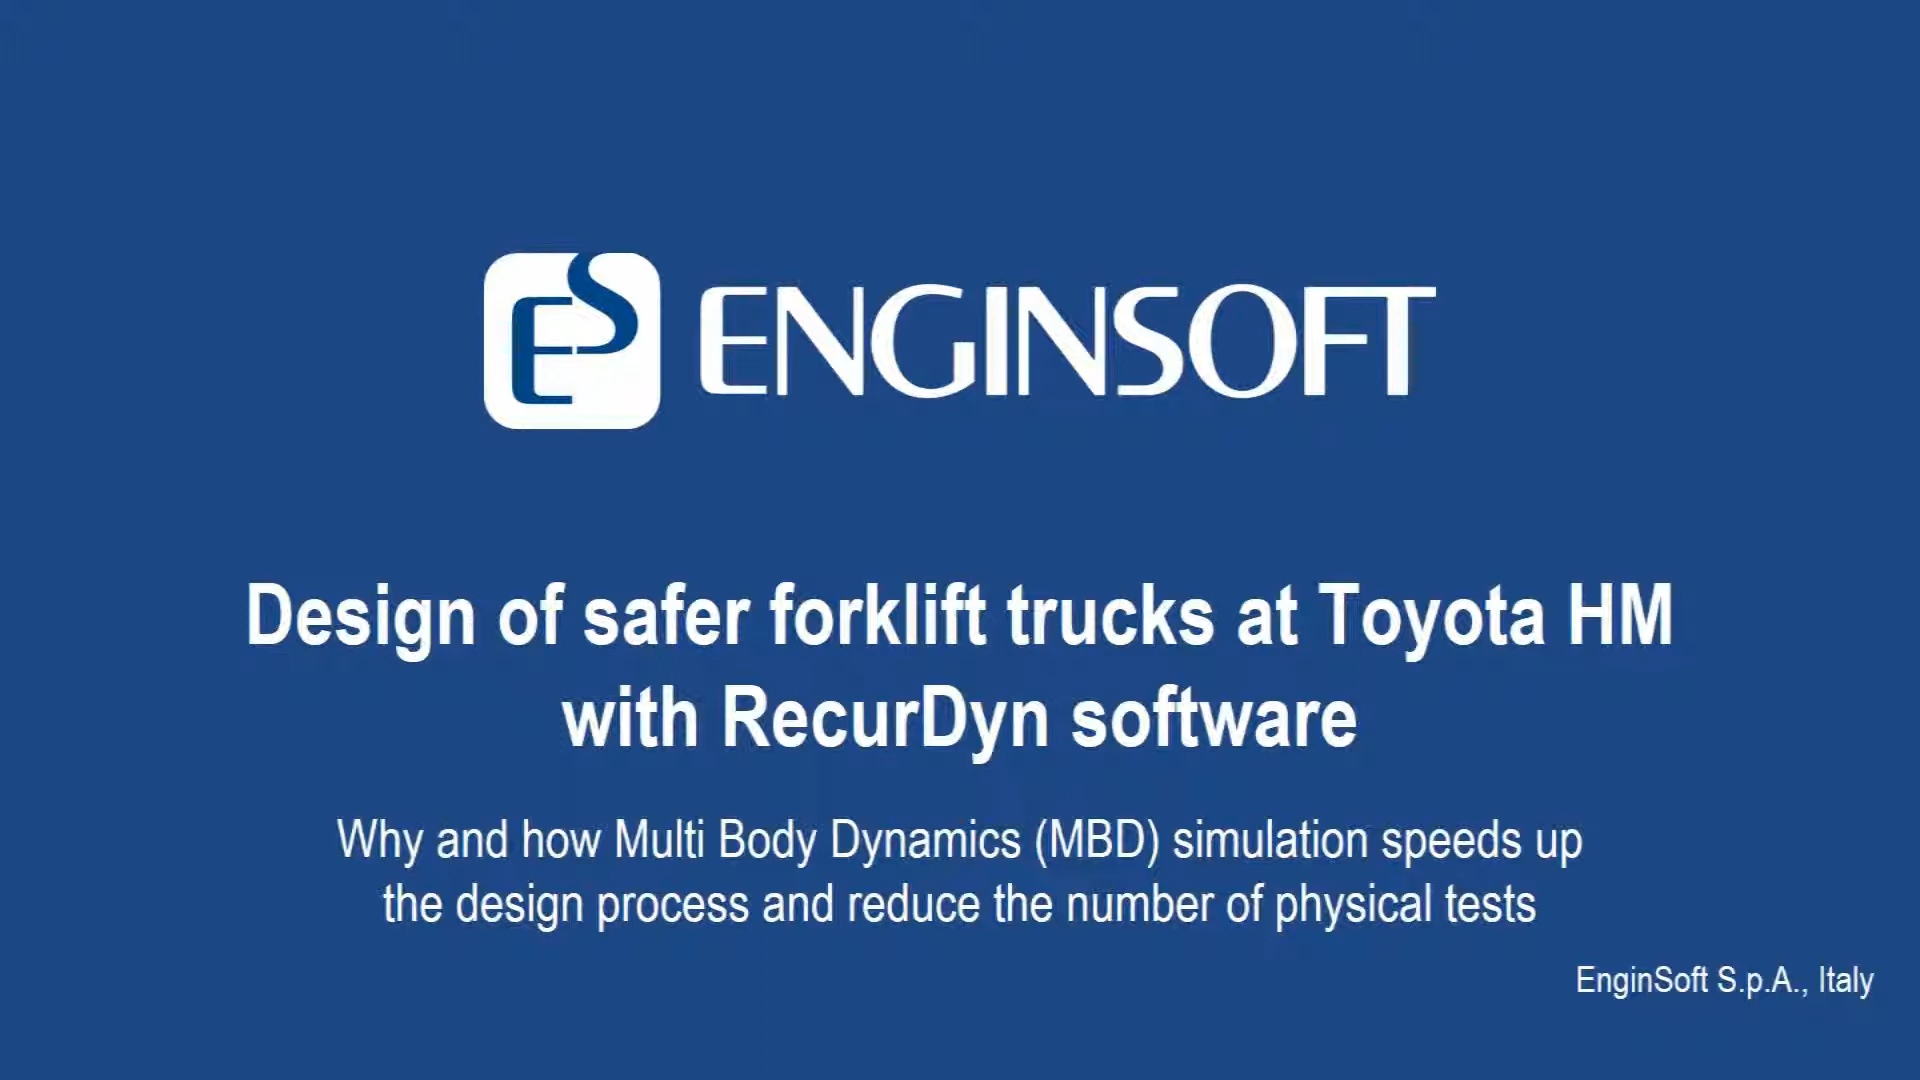 ES ENGINSOFT
Design of safer forklift trucks at Toyota HM
with RecurDyn software
Why and how Multi Body Dynamics (MBD) simulation speeds up
the design process and reduce the number of physical tests
EnginSoft S.p.A., Italy